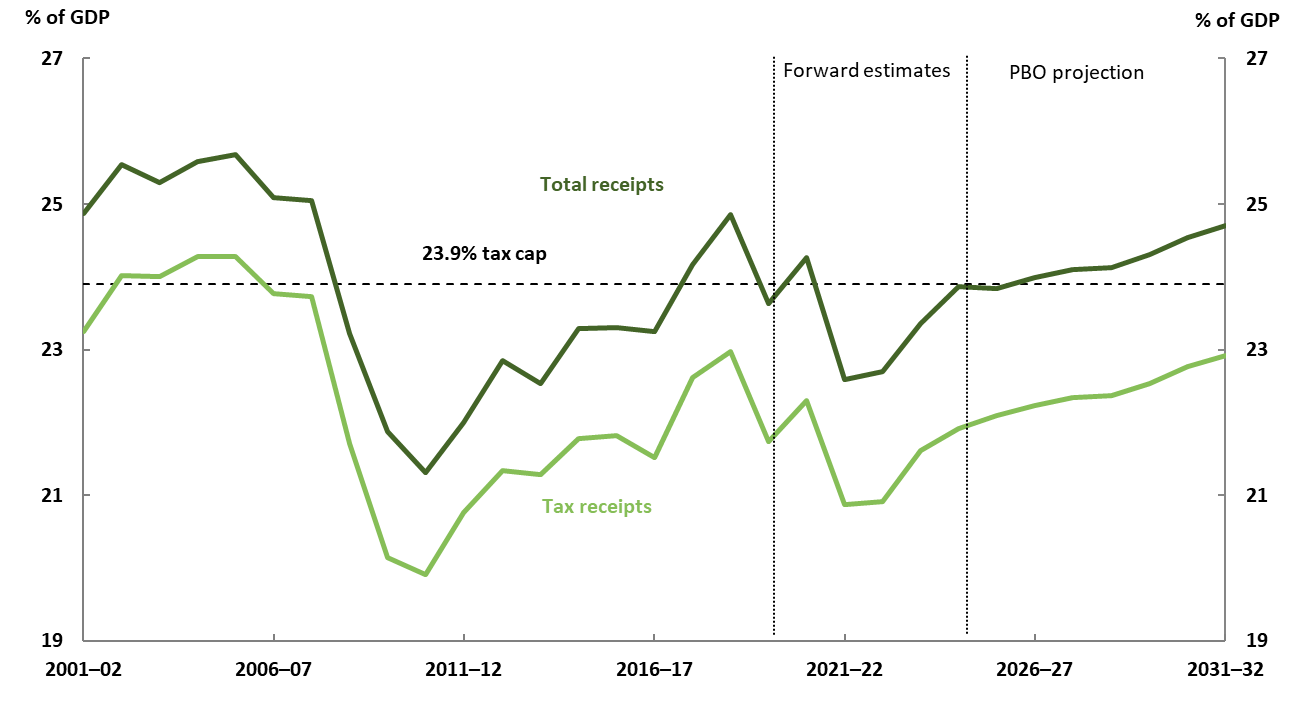 % of GDP
% of GDP
27
27
Forward estimates
PBO projection
Total receipts
25
25
23.9% tax cap
23
23
21
21
Tax receipts
19
19
2001–02
2006–07
2011–12
2016–17
2021–22
2026–27
2031–32